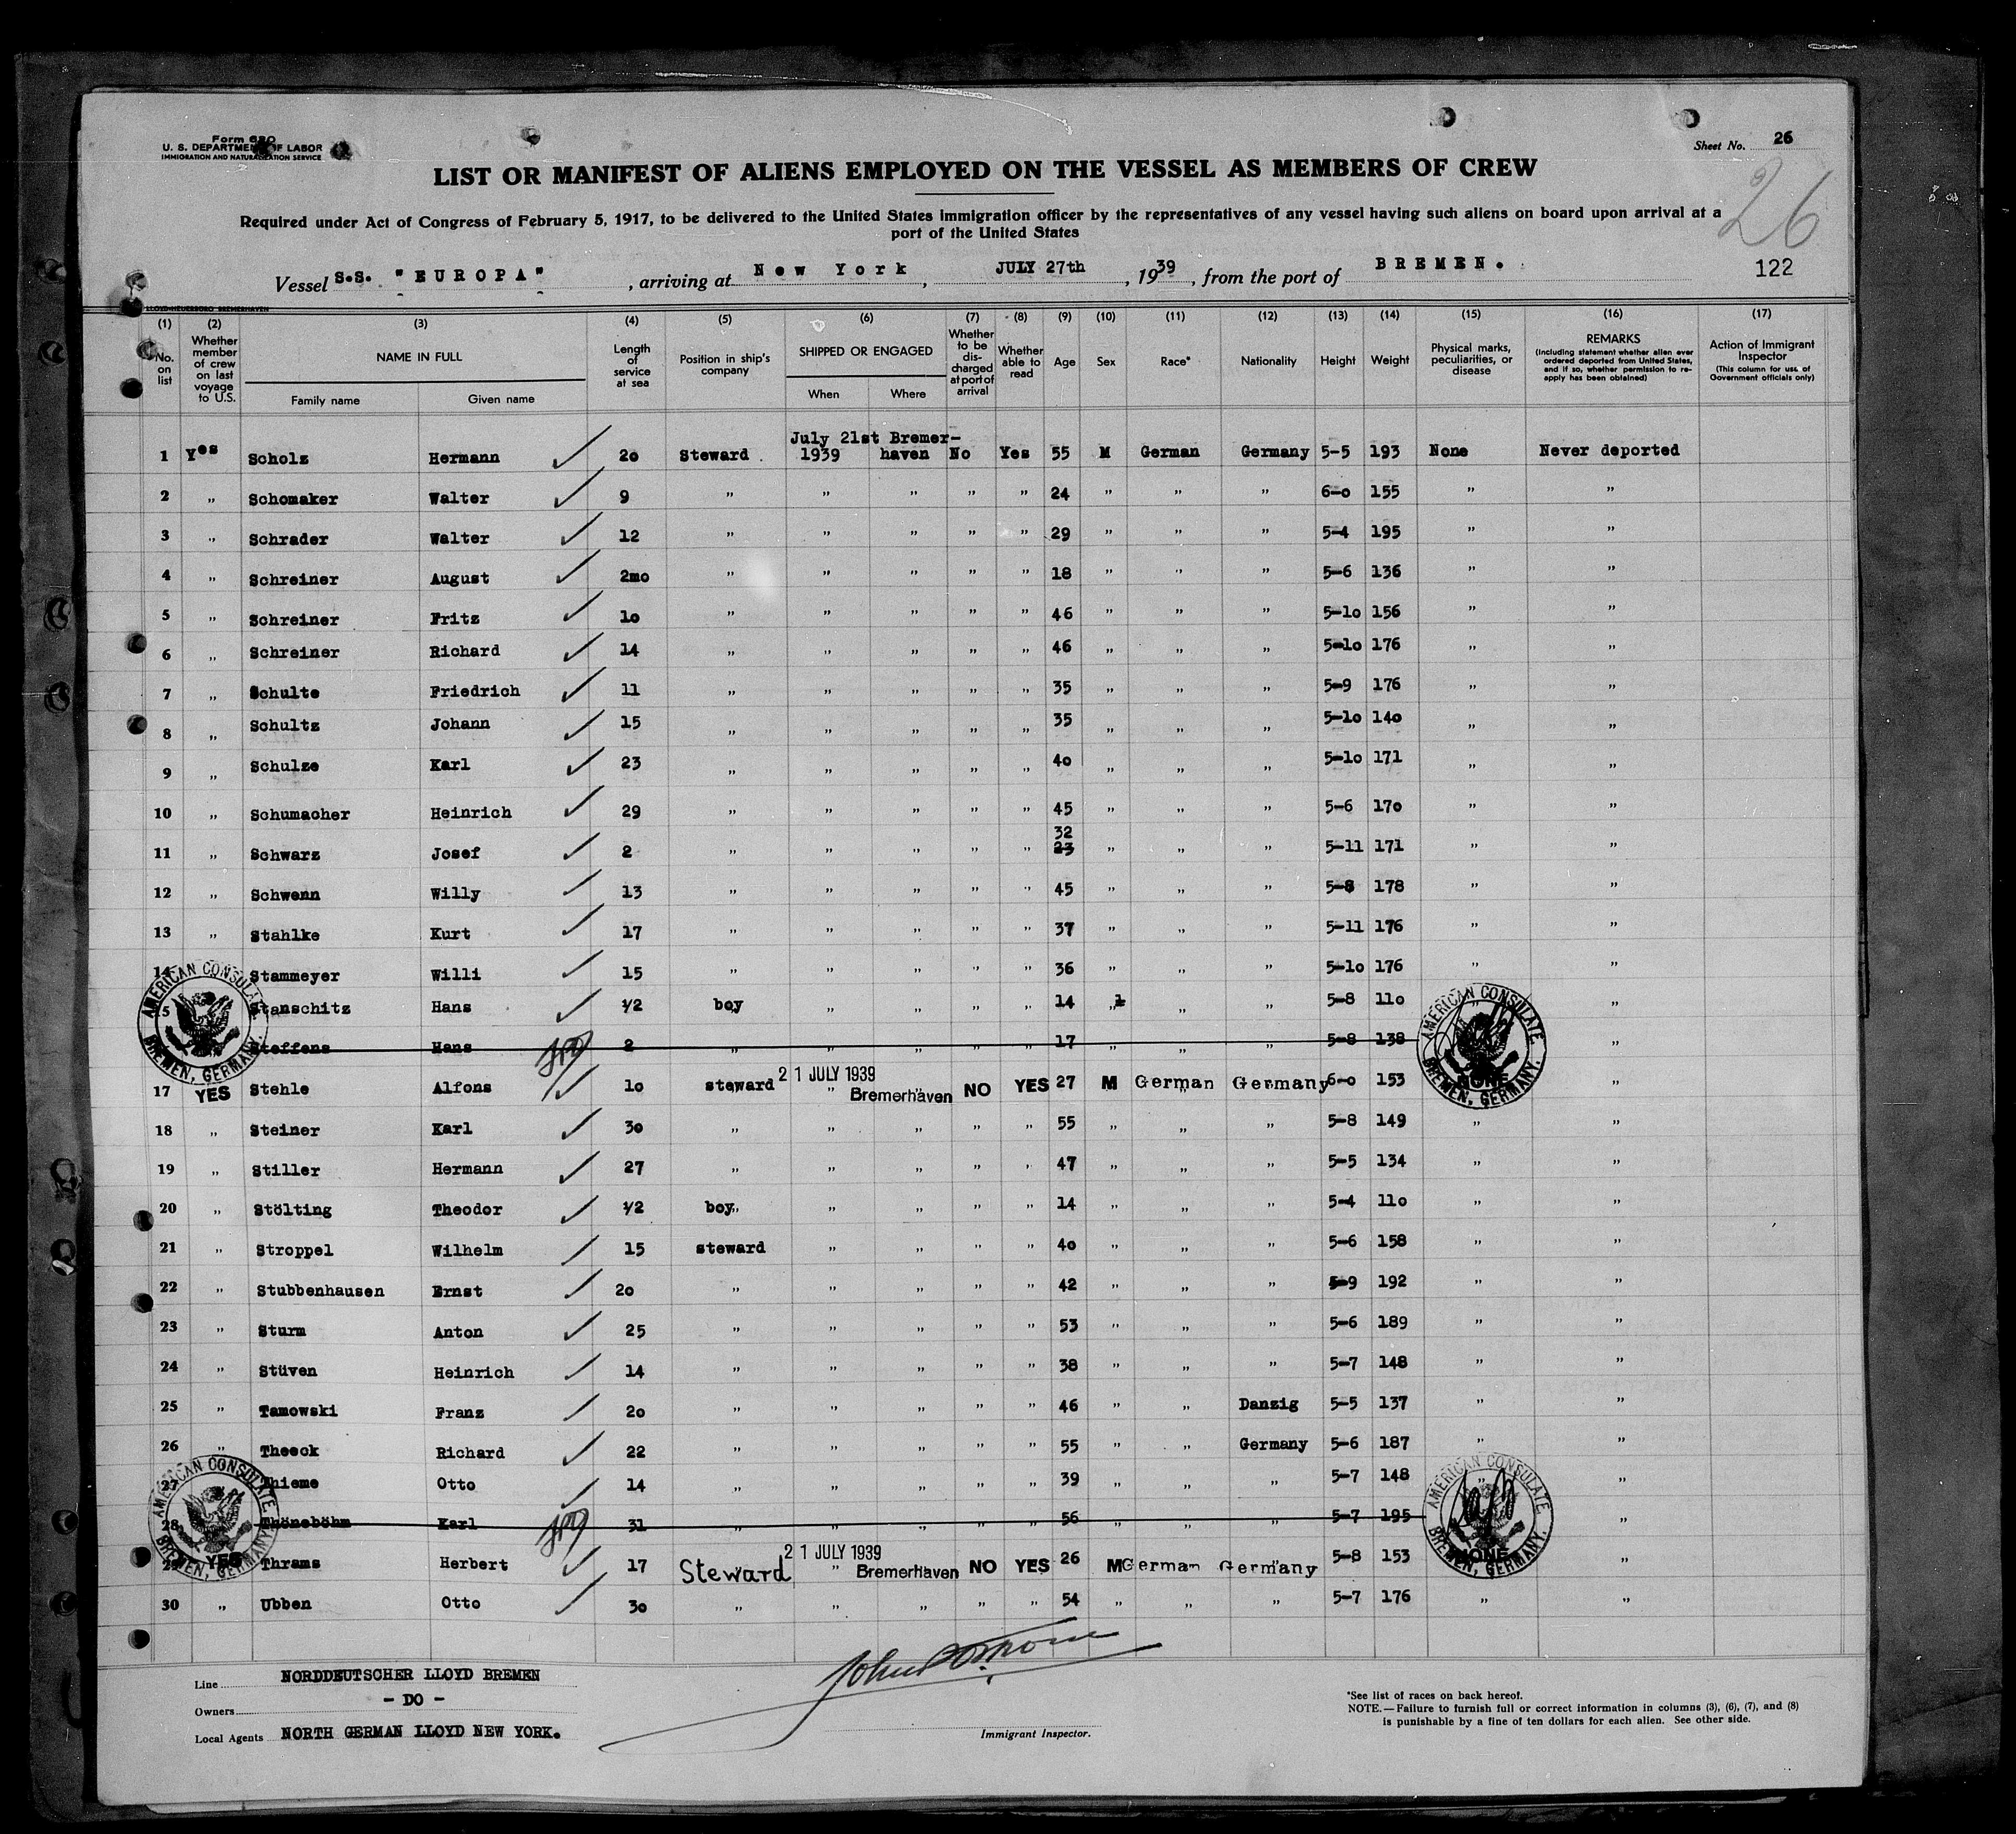 Form 680
U. S. DEPARTMENT OF LABOR
IMMIGRATION AND NATURALIZATION SERVICE
Sheet No. 26
26
LIST OR MANIFEST OF ALIENS EMPLOYED ON THE VESSEL AS MEMBERS OF CREW
Required under Act of Congress of February 5, 1917, to be delivered to the United States immigration officer by the representatives of any vessel having such aliens on board upon arrival at a
port of the United States
122
Vessel S.S. "EUROPA" , arriving at New York , JULY 27th , 1939 , from the port of BREMEN.
LLOYD-HEUERBÜRO BREMERHAVEN
(1) (2) (3) (4) (5) (6) (7) (8) (9) (10) (11) (12) (13) (14) (15) (16) (17)
No. on list
Whether member of crew on last voyage to U.S.
NAME IN FULL
Family name Given name
Length of service at sea
Position in ship's company
SHIPPED OR ENGAGED
When Where
Whether to be discharged at port of arrival
Whether able to read
Age
Sex
Race*
Nationality
Height
Weight
Physical marks, peculiarities, or disease
REMARKS
(Including statement whether alien ever ordered deported from United States, and if so, whether permission to reapply has been obtained)
Action of Immigrant Inspector
(This column for use of Government officials only)
July 21st Bremer-
1 Yes Scholz Hermann ✓ 20 Steward . 1939 haven No Yes 55 M German Germany 5-5 193 None Never deported
2 " Schomaker Walter ✓ 9 " " " " " 24 " " " 6-0 155 " "
3 " Schrader Walter ✓ 12 " " " " " 29 " " " 5-4 195 " "
4 " Schreiner August ✓ 2mo " " " " " 18 " " " 5-6 136 " "
5 " Schreiner Fritz ✓ 10 " " " " " 46 " " " 5-10 156 " "
6 " Schreiner Richard ✓ 14 " " " " " 46 " " " 5-10 176 " "
7 " Schulte Friedrich ✓ 11 " " " " " 35 " " " 5-9 176 " "
8 " Schultz Johann ✓ 15 " " " " " 35 " " " 5-10 140 " "
9 " Schulze Karl ✓ 23 " " " " " 40 " " " 5-10 171 " "
10 " Schumacher Heinrich ✓ 29 " " " " " 45 " " " 5-6 170 " "
32
11 " Schwarz Josef ✓ 2 " " " " " 23 " " " 5-11 171 " "
12 " Schwenn Willy ✓ 13 " " " " " 45 " " " 5-8 178 " "
13 " Stahlke Kurt ✓ 17 " " " " " 37 " " " 5-11 176 " "
14 Stammeyer Willi ✓ 15 " " " " " 36 " " " 5-10 176 " "
15 Stanschitz Hans ✓ 1/2 boy " " " " 14 " " " 5-8 110 " "
Steffens Hans 2 " " " " " 17 " " " 5-8 138 "
AMERICAN CONSULATE BREMEN, GERMANY.
AMERICAN CONSULATE BREMEN, GERMANY.
17 YES Stehle Alfons ✓ 10 steward 21 JULY 1939 Bremerhaven NO YES 27 M German Germany 6-0 153 NONE "
18 " Steiner Karl ✓ 30 " " " " " 55 " " " 5-8 149 " "
19 " Stiller Hermann ✓ 27 " " " " " 47 " " " 5-5 134 " "
20 " Stölting Theodor ✓ 1/2 boy " " " " 14 " " " 5-4 110 " "
21 " Stroppel Wilhelm ✓ 15 steward " " " " 40 " " " 5-6 158 " "
22 " Stubbenhausen Ernst ✓ 20 " " " " " 42 " " " 5-9 192 " "
23 " Sturm Anton ✓ 25 " " " " " 53 " " " 5-6 189 " "
24 " Stüven Heinrich ✓ 14 " " " " " 38 " " " 5-7 148 " "
25 " Tamowski Franz ✓ 20 " " " " " 46 " " Danzig 5-5 137 " "
26 " Theeck Richard ✓ 22 " " " " " 55 " " Germany 5-6 187 " "
27 Thieme Otto ✓ 14 " " " " " 39 " " " 5-7 148 " "
28 Thöneböhm Karl 31 " " " " " 56 " " " 5-7 195 "
AMERICAN CONSULATE BREMEN, GERMANY.
AMERICAN CONSULATE BREMEN, GERMANY.
29 YES Thrams Herbert ✓ 17 Steward 21 JULY 1939 Bremerhaven NO YES 26 M German Germany 5-8 153 NONE "
30 " Ubben Otto ✓ 30 " " " " " 54 " " " 5-7 176 " "
Line NORDDEUTSCHER LLOYD BREMEN
Owners - DO -
Local Agents NORTH GERMAN LLOYD NEW YORK.
Immigrant Inspector.
*See list of races on back hereof.
NOTE.—Failure to furnish full or correct information in columns (3), (6), (7), and (8)
is punishable by a fine of ten dollars for each alien. See other side.